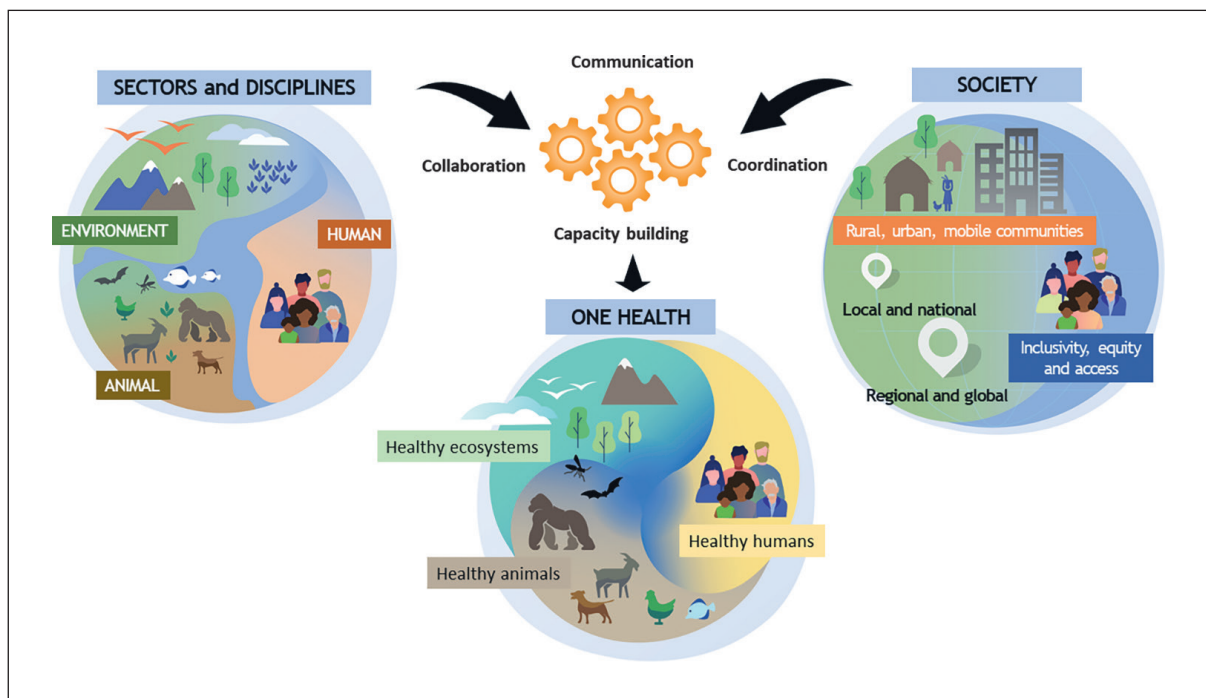 Communication
SECTORS and DISCIPLINES
SOCIETY
Collaboration
Coordination
Capacity building
ENVIRONMENT
HUMAN
ANIMAL
Rural, urban, mobile communities
Local and national
Regional and global
Inclusivity, equity
and access
ONE HEALTH
Healthy ecosystems
Healthy humans
Healthy animals